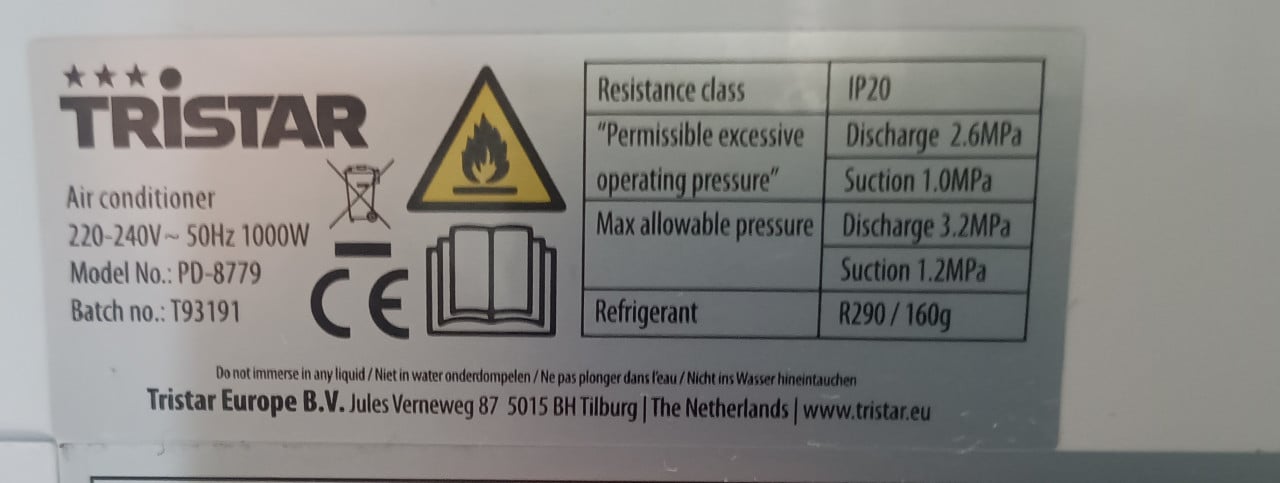 TRiSTAR
Air conditioner
220-240V~ 50Hz 1000W
Model No.: PD-8779
Batch no.: T93191
CE
Resistance class IP20
"Permissible excessive Discharge 2.6MPa
operating pressure" Suction 1.0MPa
Max allowable pressure Discharge 3.2MPa
Suction 1.2MPa
Refrigerant R290 / 160g
Do not immerse in any liquid / Niet in water onderdompelen / Ne pas plonger dans l'eau / Nicht ins Wasser hineintauchen
Tristar Europe B.V. Jules Verneweg 87 5015 BH Tilburg | The Netherlands | www.tristar.eu